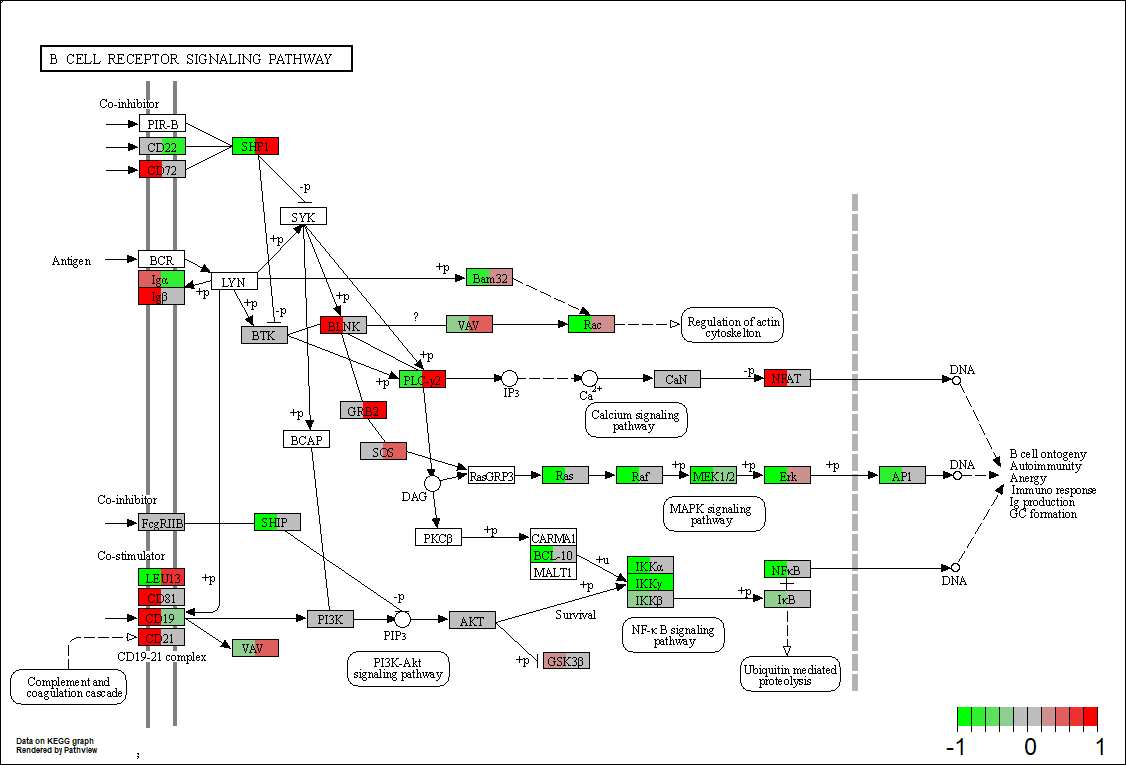 B CELL RECEPTOR SIGNALING PATHWAY
Co-inhibitor
PIR-B
CD22
SHP1
CD72
-p
SYK
+p
Antigen
BCR
Igα
LYN
+p
Bam32
Igβ
+p
+p
-p
+p
BTK
BLNK
?
VAV
Rac
Regulation of actin
cytoskelton
+p
+p
PLC-γ2
IP3
Ca2+
CaN
-p
NFAT
DNA
GRB2
Calcium signaling
pathway
+p
BCAP
SOS
RasGRP3
Ras
Raf
+p
MEK1/2
+p
Erk
+p
AP1
DNA
DAG
MAPK signaling
pathway
B cell ontogeny
Autoimmunity
Anergy
Immuno response
Ig production
GC formation
Co-inhibitor
FcgRIIB
SHIP
PKCβ
+p
CARMA1
BCL-10
MALT1
+u
+p
IKKα
IKKγ
IKKβ
+p
NFκB
IκB
DNA
Co-stimulator
LEU13
+p
CD81
CD19
CD21
CD19-21 complex
VAV
PI3K
-p
PIP3
AKT
Survival
+p
GSK3β
NF-κB signaling
pathway
Ubiquitin mediated
proteolysis
PI3K-Akt
signaling pathway
Complement and
coagulation cascade
-1 0 1
Data on KEGG graph
Rendered by Pathview
;